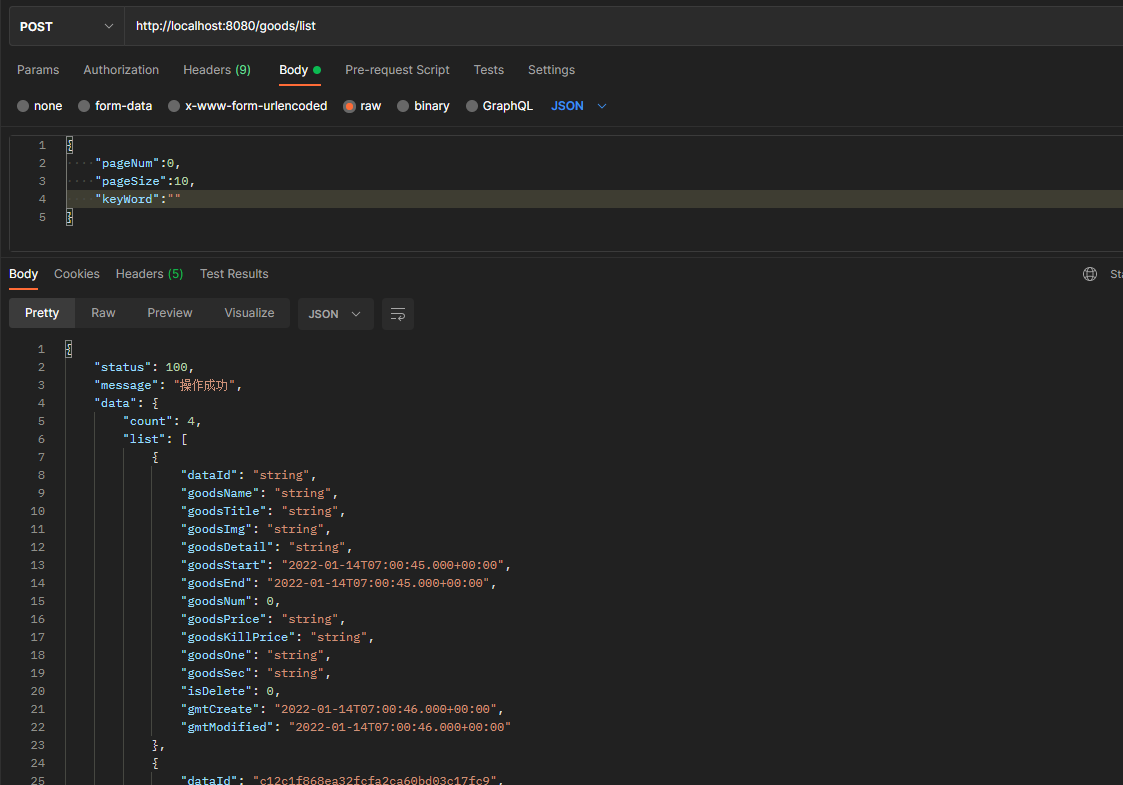 POST http://localhost:8080/goods/list
Params Authorization Headers (9) Body Pre-request Script Tests Settings
none form-data x-www-form-urlencoded raw binary GraphQL JSON
1 {
2 "pageNum":0,
3 "pageSize":10,
4 "keyWord":""
5 }
Body Cookies Headers (5) Test Results
Pretty Raw Preview Visualize JSON
1 {
2 "status": 100,
3 "message": "操作成功",
4 "data": {
5 "count": 4,
6 "list": [
7 {
8 "dataId": "string",
9 "goodsName": "string",
10 "goodsTitle": "string",
11 "goodsImg": "string",
12 "goodsDetail": "string",
13 "goodsStart": "2022-01-14T07:00:45.000+00:00",
14 "goodsEnd": "2022-01-14T07:00:45.000+00:00",
15 "goodsNum": 0,
16 "goodsPrice": "string",
17 "goodsKillPrice": "string",
18 "goodsOne": "string",
19 "goodsSec": "string",
20 "isDelete": 0,
21 "gmtCreate": "2022-01-14T07:00:46.000+00:00",
22 "gmtModified": "2022-01-14T07:00:46.000+00:00"
23 },
24 {
25 "dataId": "c12c1f868ea32fcfa2ca60bd03c17fc9",